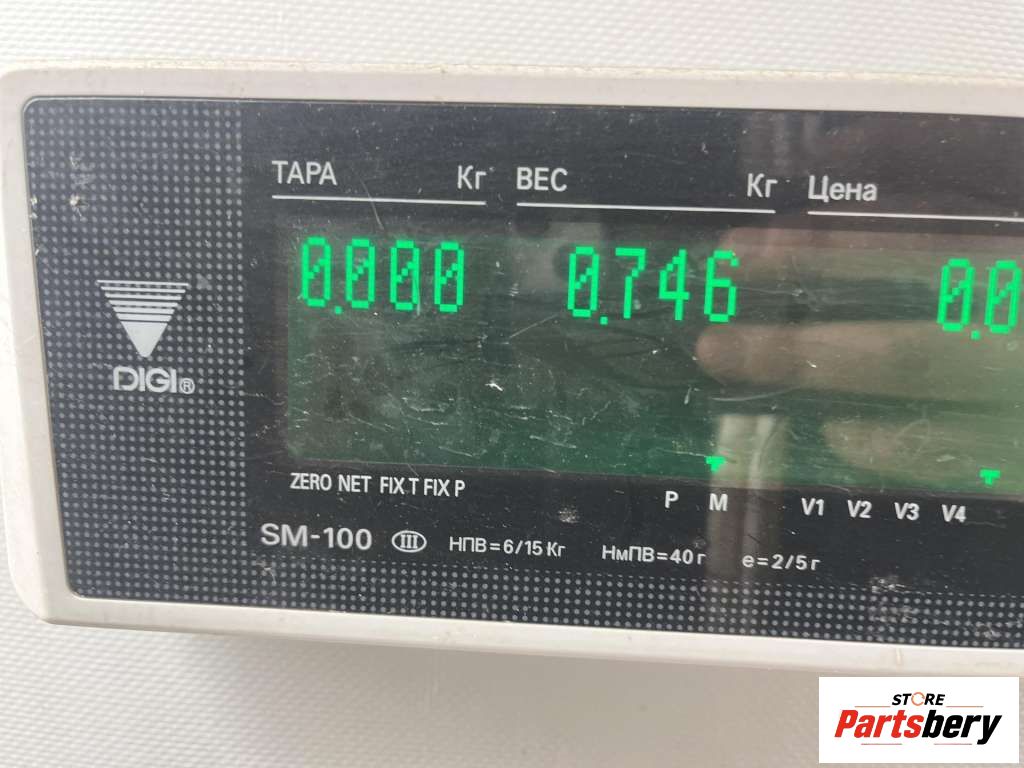 ТАРА Кг ВЕС Кг Цена
0.000 0.746 0.0
DIGI®
ZERO NET FIX T FIX P P M V1 V2 V3 V4
SM-100 III НПВ=6/15 Кг НмПВ=40 г e=2/5 г
STORE
Partsbery